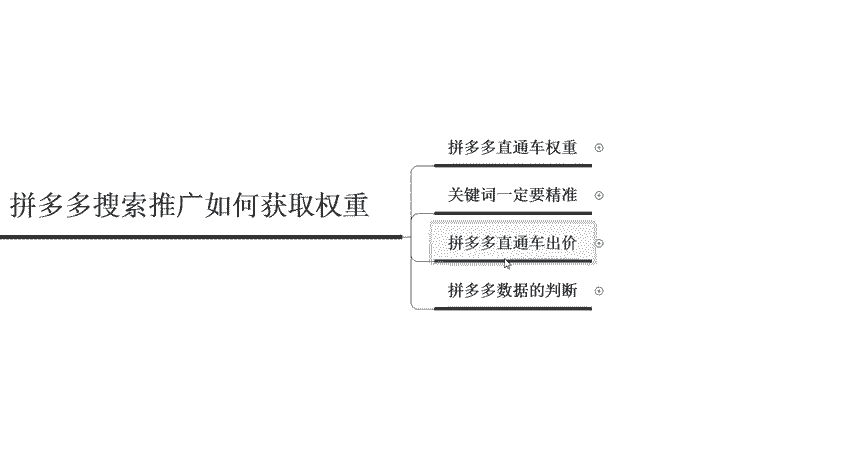 拼多多搜索推广如何获取权重
拼多多直通车权重
关键词一定要精准
拼多多直通车出价
拼多多数据的判断